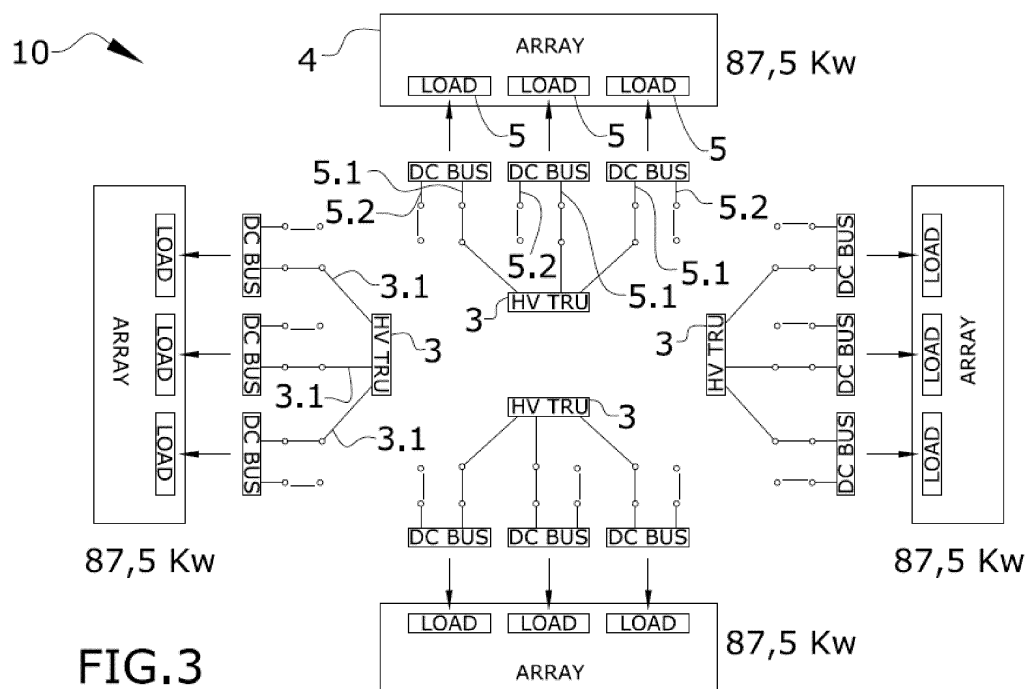 10
4
ARRAY
87,5 Kw
LOAD LOAD LOAD
5 5 5
DC BUS DC BUS DC BUS
5.1
5.2
5.2
5.1
5.1
5.2
HV TRU
3
ARRAY
LOAD
LOAD
LOAD
DC BUS
DC BUS
DC BUS
3.1
3.1
3.1
HV TRU
3
87,5 Kw
3
HV TRU
DC BUS
DC BUS
DC BUS
LOAD
LOAD
LOAD
ARRAY
87,5 Kw
HV TRU
3
DC BUS DC BUS DC BUS
LOAD LOAD LOAD
ARRAY
87,5 Kw
FIG.3